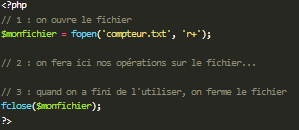 <?php
// 1 : on ouvre le fichier
$monfichier = fopen('compteur.txt', 'r+');
// 2 : on fera ici nos opérations sur le fichier...
// 3 : quand on a fini de l'utiliser, on ferme le fichier
fclose($monfichier);
?>